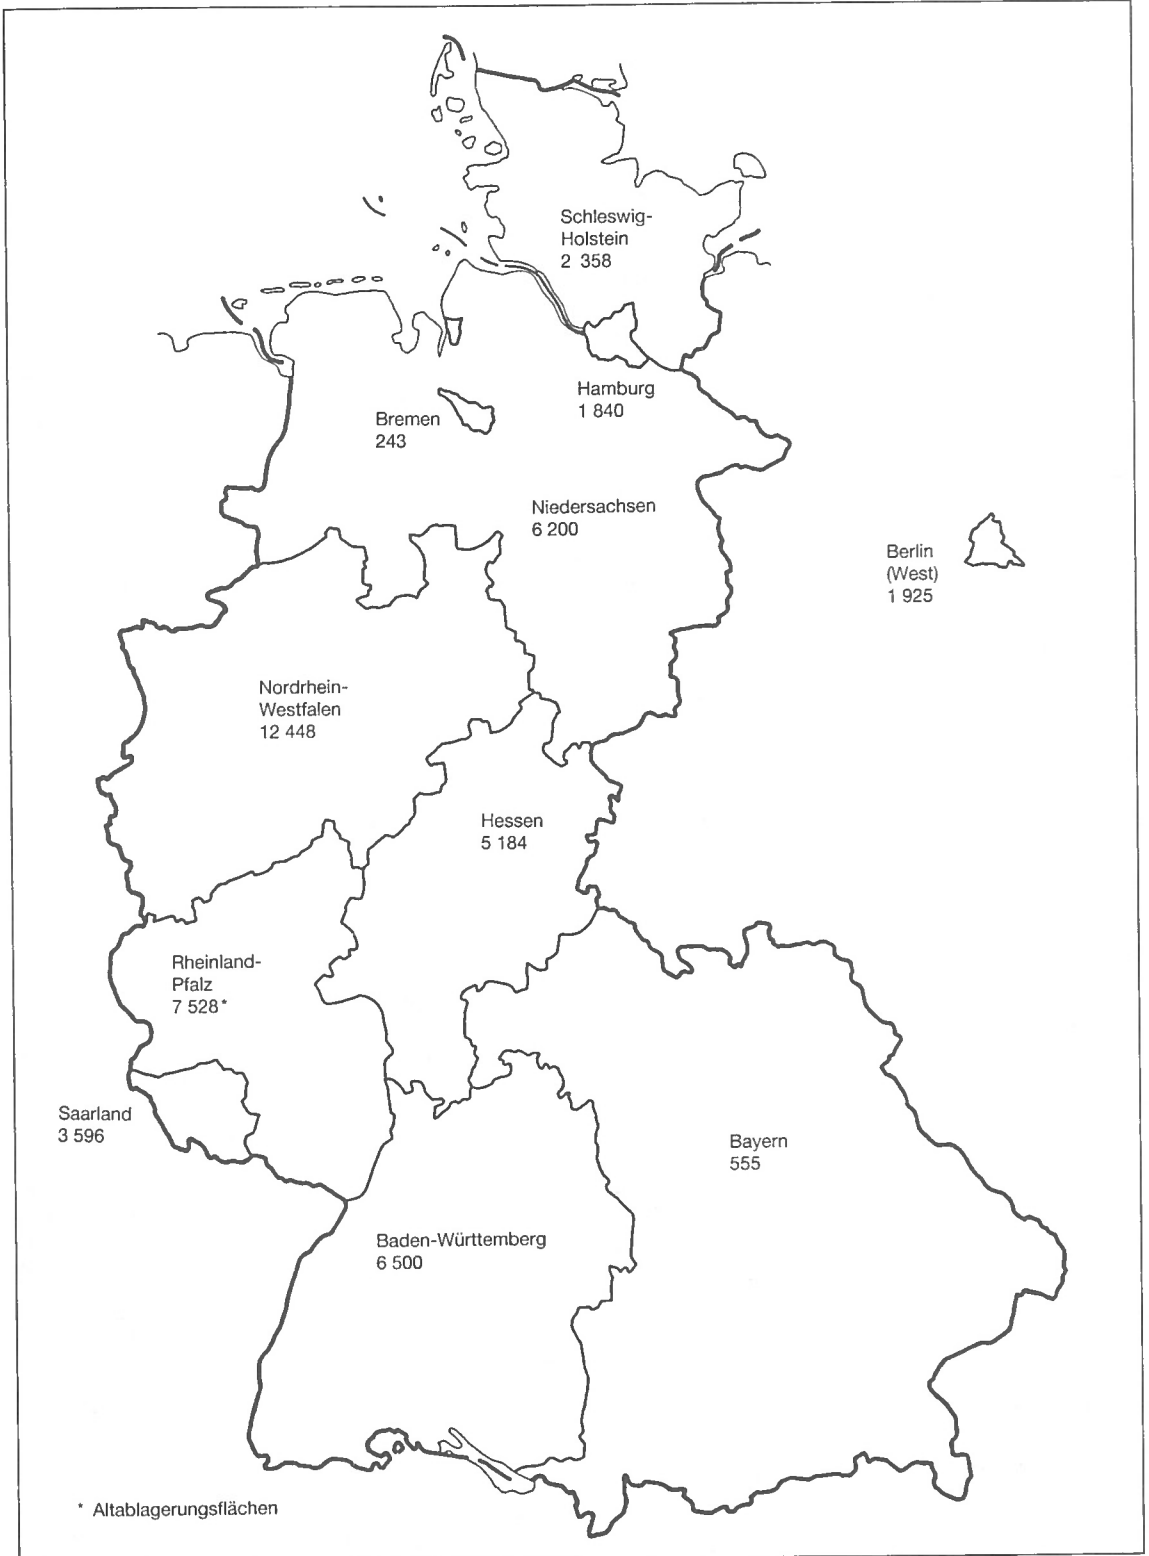 Schleswig-
Holstein
2 358
Hamburg
1 840
Bremen
243
Niedersachsen
6 200
Berlin
(West)
1 925
Nordrhein-
Westfalen
12 448
Hessen
5 184
Rheinland-
Pfalz
7 528*
Saarland
3 596
Bayern
555
Baden-Württemberg
6 500
* Altablagerungsflächen